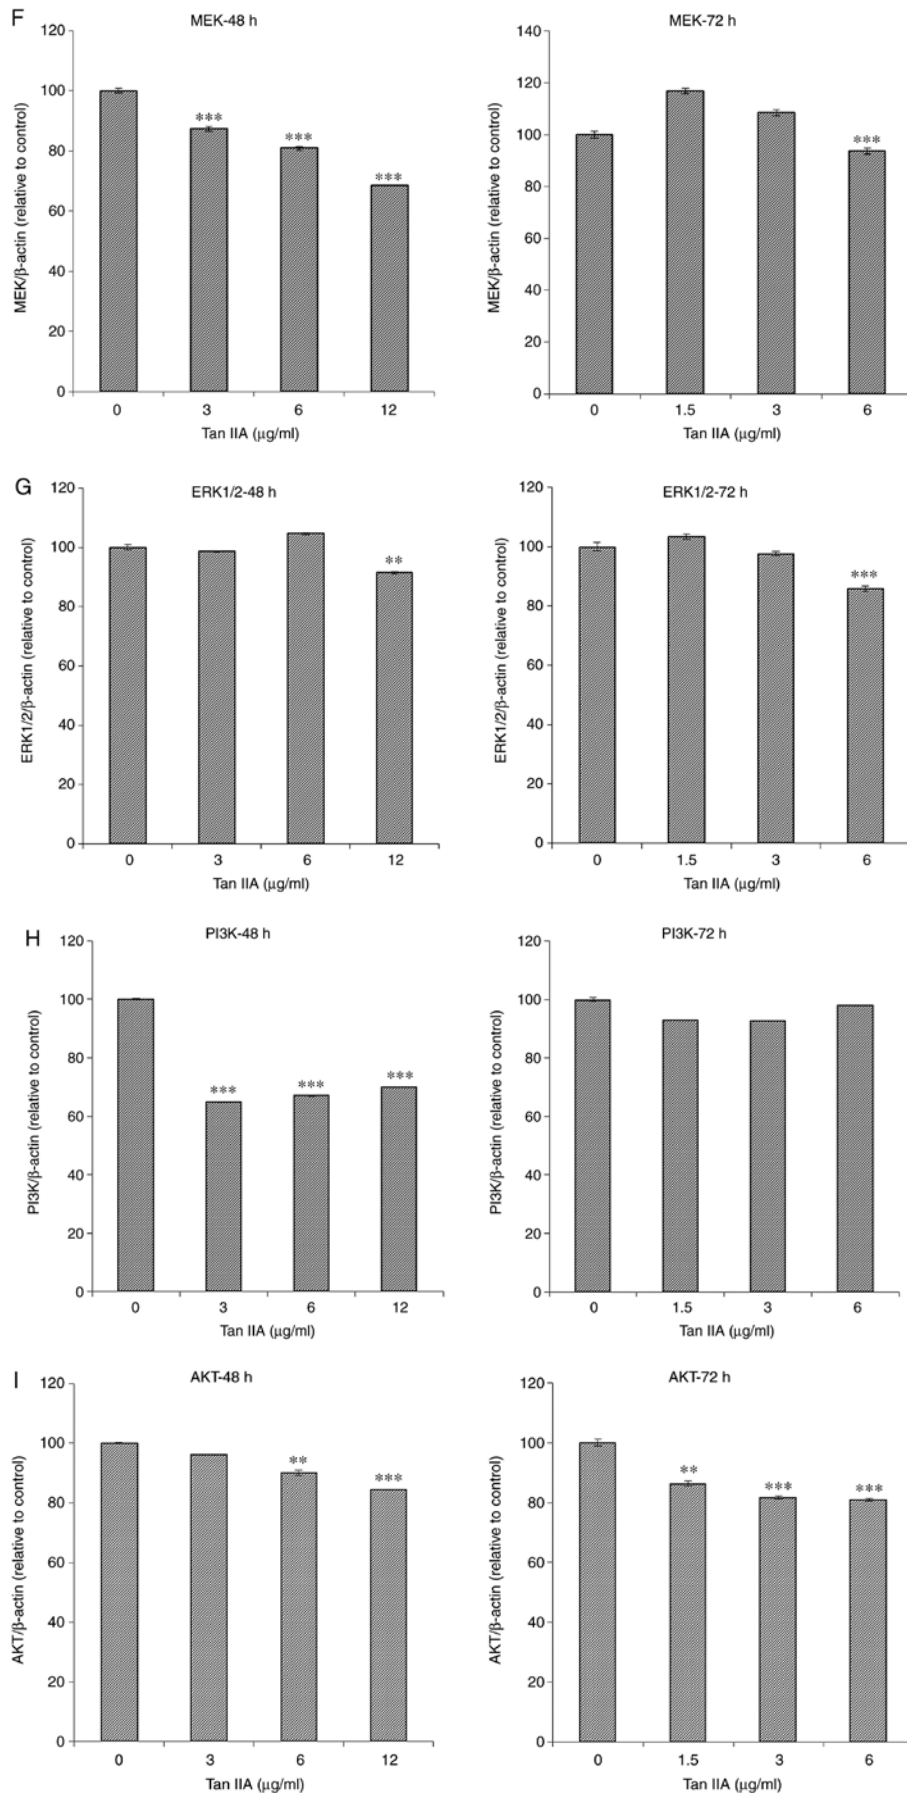 F
MEK-48 h
MEK/β-actin (relative to control)
120
100
80
60
40
20
0
***
***
***
0 3 6 12
Tan IIA (μg/ml)
MEK-72 h
MEK/β-actin (relative to control)
140
120
100
80
60
40
20
0
***
0 1.5 3 6
Tan IIA (μg/ml)
G
ERK1/2-48 h
ERK1/2/β-actin (relative to control)
120
100
80
60
40
20
0
**
0 3 6 12
Tan IIA (μg/ml)
ERK1/2-72 h
ERK1/2/β-actin (relative to control)
120
100
80
60
40
20
0
***
0 1.5 3 6
Tan IIA (μg/ml)
H
PI3K-48 h
PI3K/β-actin (relative to control)
120
100
80
60
40
20
0
***
***
***
0 3 6 12
Tan IIA (μg/ml)
PI3K-72 h
PI3K/β-actin (relative to control)
120
100
80
60
40
20
0
0 1.5 3 6
Tan IIA (μg/ml)
I
AKT-48 h
AKT/β-actin (relative to control)
120
100
80
60
40
20
0
**
***
0 3 6 12
Tan IIA (μg/ml)
AKT-72 h
AKT/β-actin (relative to control)
120
100
80
60
40
20
0
**
***
***
0 1.5 3 6
Tan IIA (μg/ml)